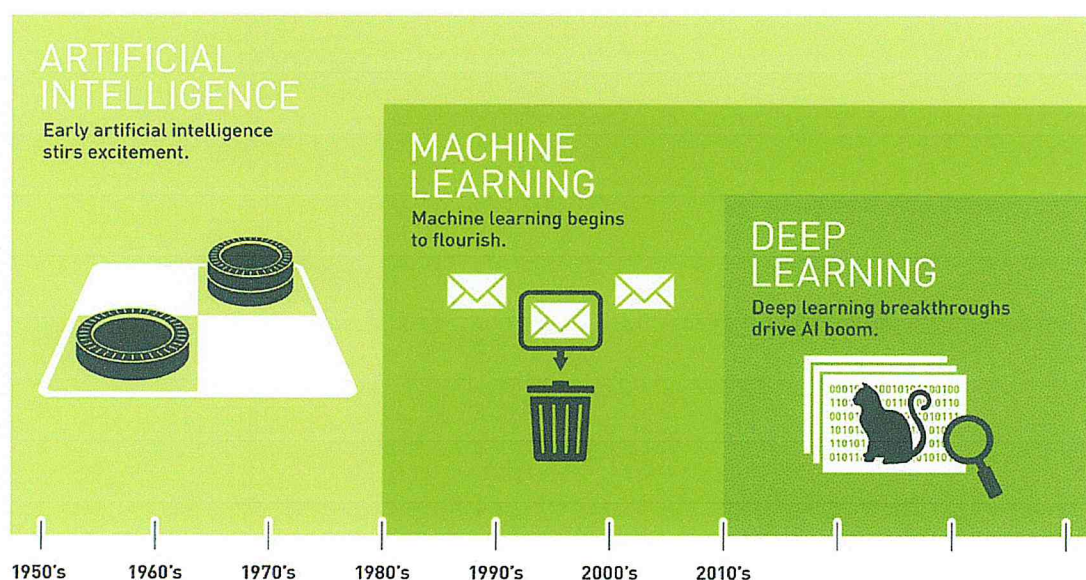 ARTIFICIAL
INTELLIGENCE
Early artificial intelligence
stirs excitement.
MACHINE
LEARNING
Machine learning begins
to flourish.
DEEP
LEARNING
Deep learning breakthroughs
drive AI boom.
1950's 1960's 1970's 1980's 1990's 2000's 2010's